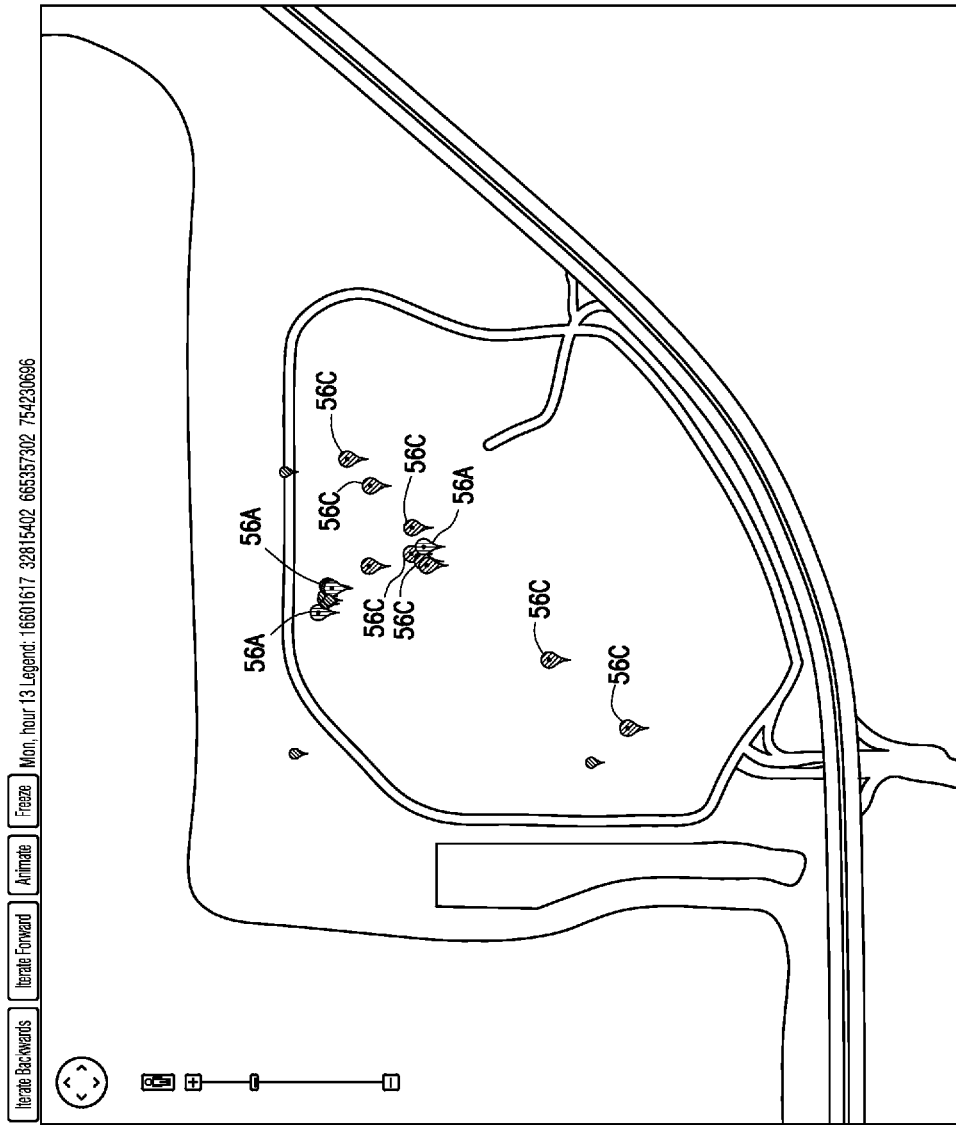 Iterate Backwards Iterate Forward Animate Freeze Mon, hour 13 Legend: 16601617 32815402 665357302 754230696
56C
56C
56C
56A
56A
56A
56C
56C
56C
56C
+
−